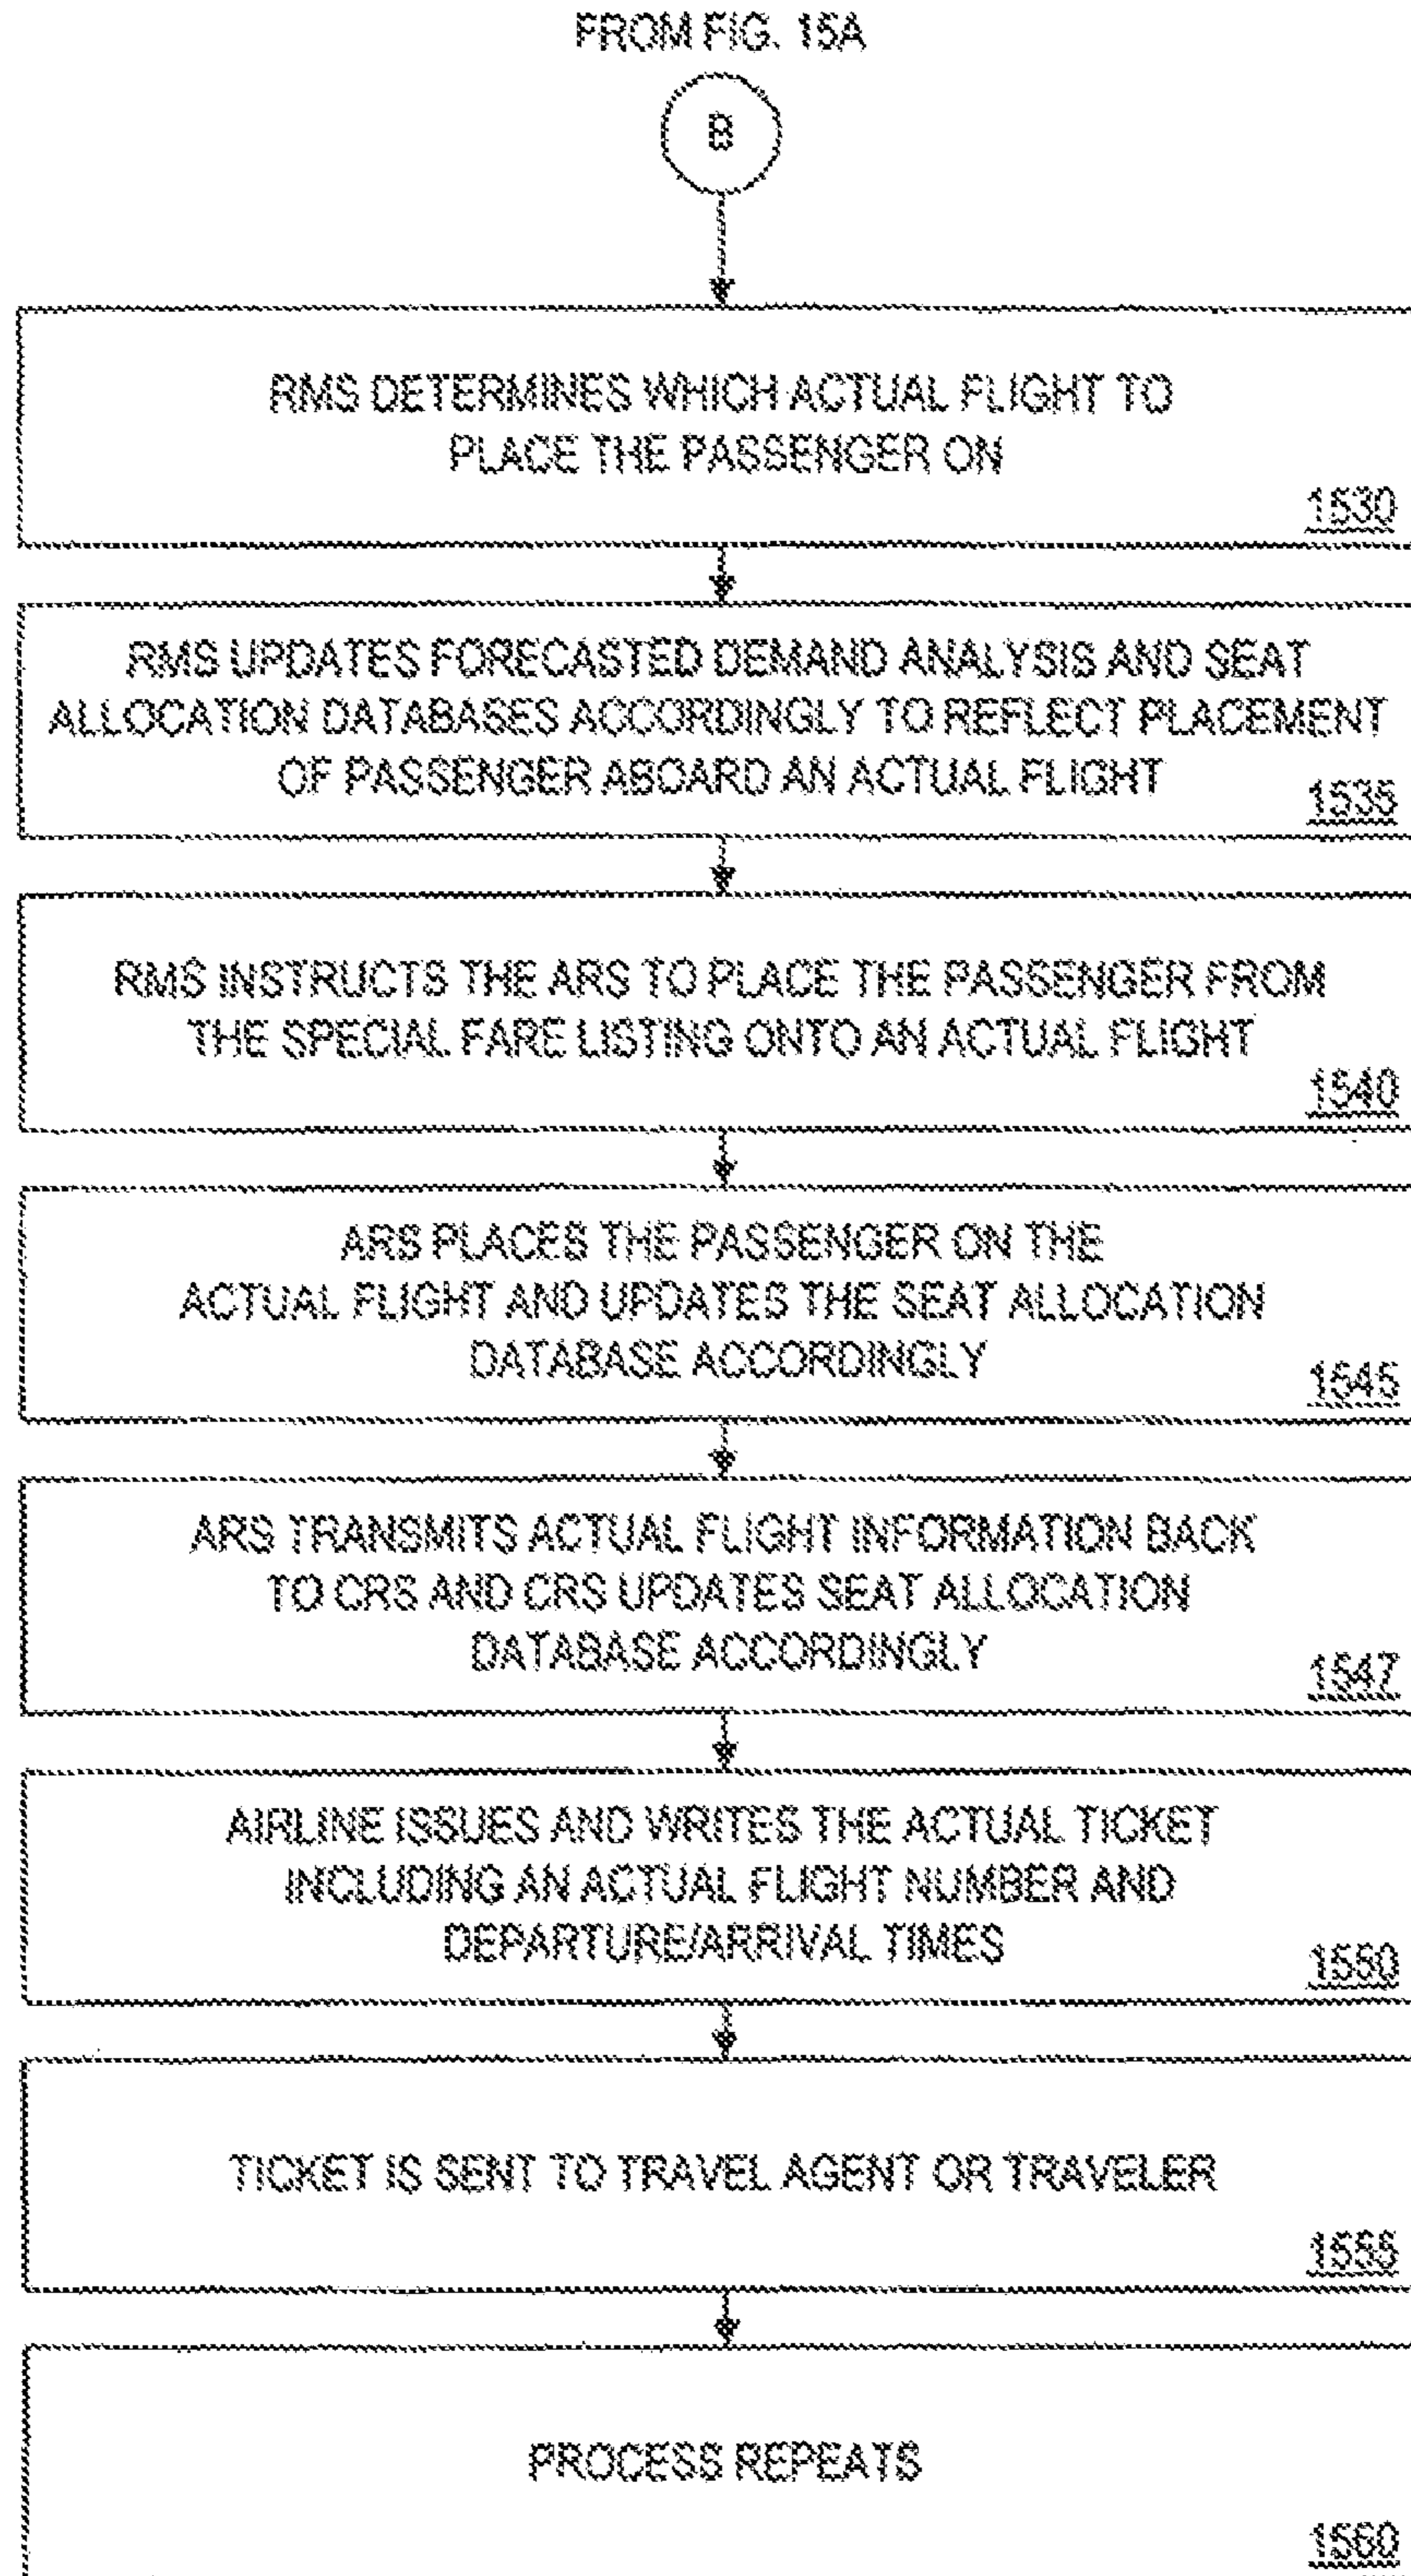 FROM FIG. 15A
B
RMS DETERMINES WHICH ACTUAL FLIGHT TO
PLACE THE PASSENGER ON
1530
RMS UPDATES FORECASTED DEMAND ANALYSIS AND SEAT
ALLOCATION DATABASES ACCORDINGLY TO REFLECT PLACEMENT
OF PASSENGER ABOARD AN ACTUAL FLIGHT
1535
RMS INSTRUCTS THE ARS TO PLACE THE PASSENGER FROM
THE SPECIAL FARE LISTING ONTO AN ACTUAL FLIGHT
1540
ARS PLACES THE PASSENGER ON THE
ACTUAL FLIGHT AND UPDATES THE SEAT ALLOCATION
DATABASE ACCORDINGLY
1545
ARS TRANSMITS ACTUAL FLIGHT INFORMATION BACK
TO CRS AND CRS UPDATES SEAT ALLOCATION
DATABASE ACCORDINGLY
1547
AIRLINE ISSUES AND WRITES THE ACTUAL TICKET
INCLUDING AN ACTUAL FLIGHT NUMBER AND
DEPARTURE/ARRIVAL TIMES
1550
TICKET IS SENT TO TRAVEL AGENT OR TRAVELER
1555
PROCESS REPEATS
1560